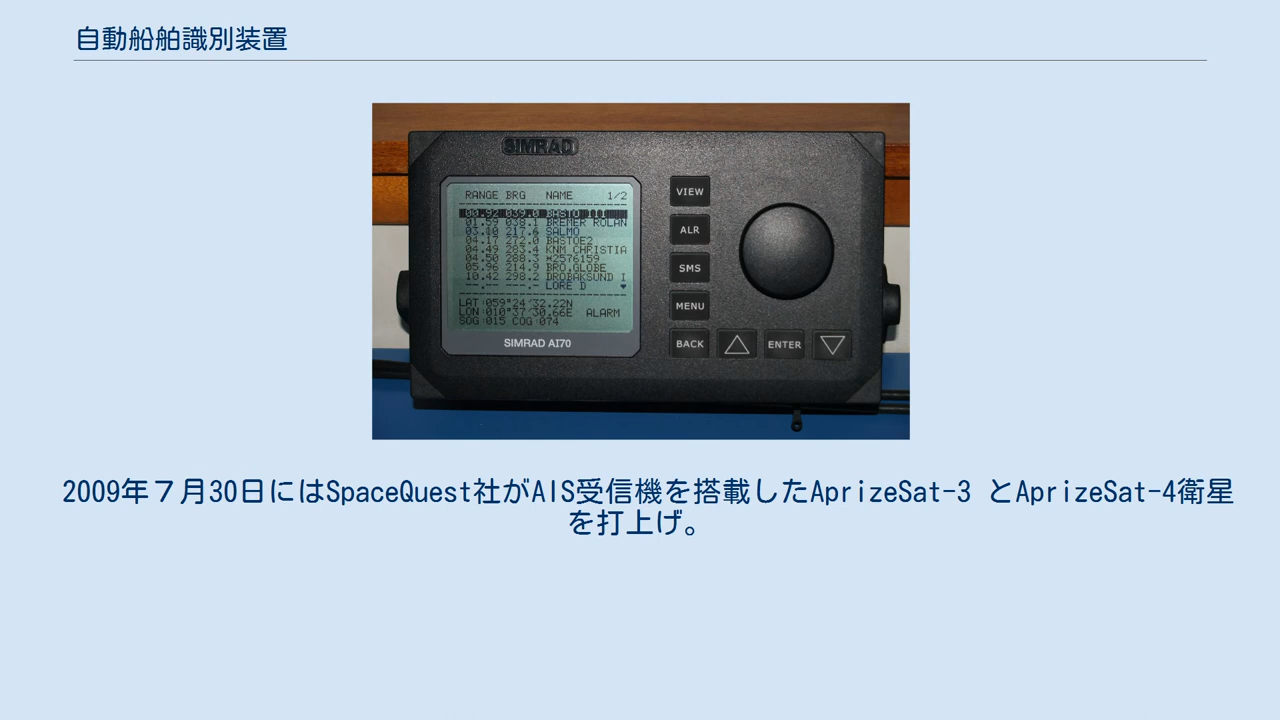 自動船舶識別装置
SIMRAD
RANGE BRG NAME 1/2
00.92 039.0 BASTO III
01.59 038.1 BREMER ROLAN
03.10 217.6 SALMO
04.17 272.0 BASTOE2
04.49 283.4 KNM CHRISTIA
04.50 288.3 *2576159
05.96 214.9 BRO.GLOBE
10.42 298.2 DROBAKSUND I
--.-- ---.- LORE D
LAT 059°24'32.22N
LON 010°37'30.66E ALARM
SOG 015 COG 074
SIMRAD AI70
VIEW
ALR
SMS
MENU
BACK
ENTER
2009年７月30日にはSpaceQuest社がAIS受信機を搭載したAprizeSat-3 とAprizeSat-4衛星
を打上げ。